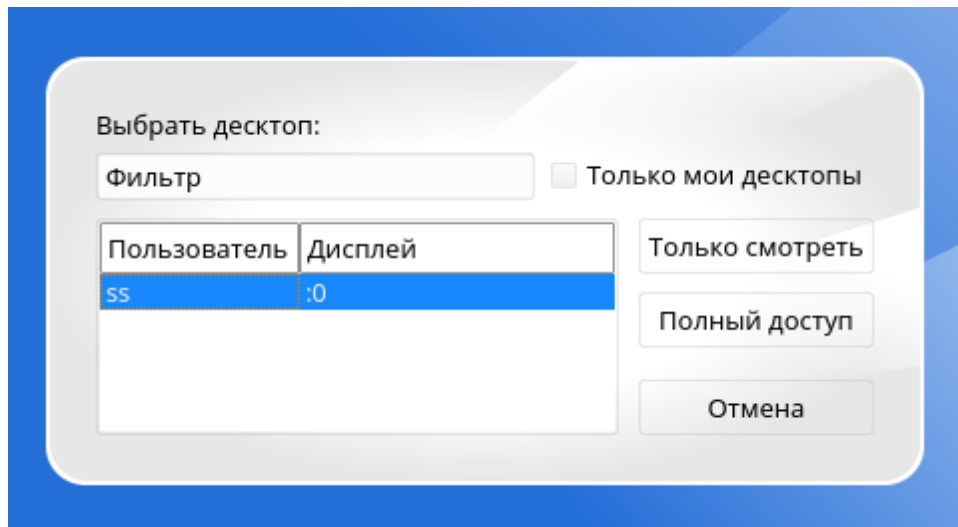 Выбрать десктоп:
Фильтр
Только мои десктопы
Пользователь Дисплей
ss :0
Только смотреть
Полный доступ
Отмена